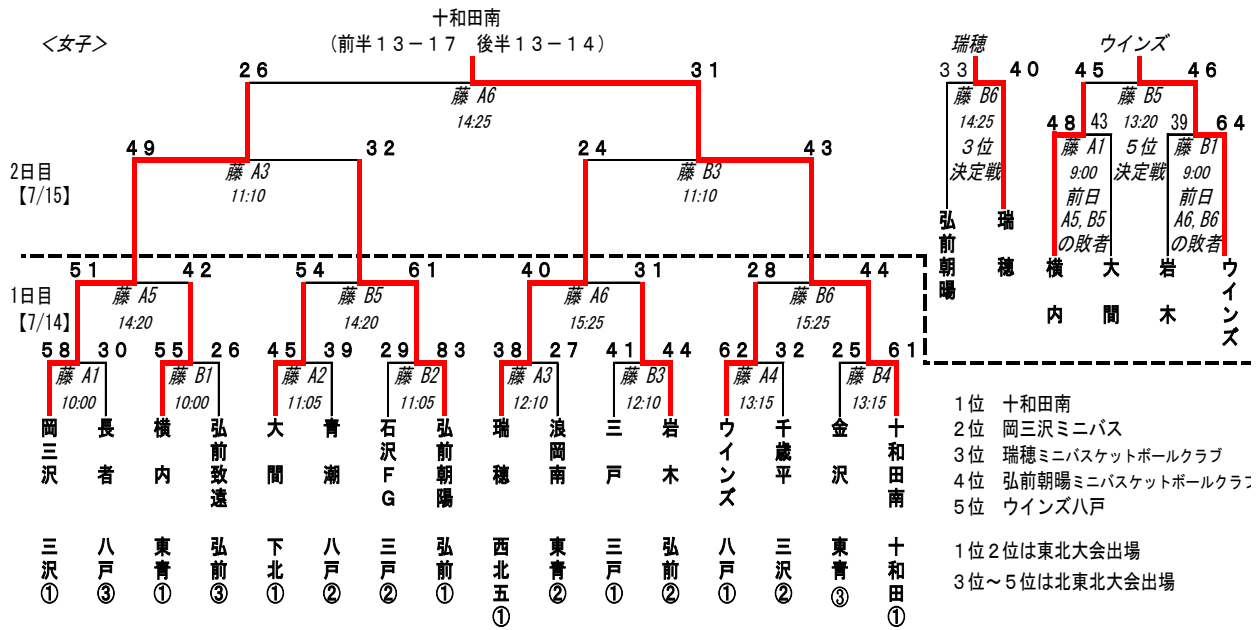 十和田南
＜女子＞
（前半１３－１７　後半１３－１４）
26
31
藤 A6
14:25
49
32
24
43
2日目
【7/15】
藤 A3
11:10
藤 B3
11:10
51
42
54
61
40
31
28
44
1日目
【7/14】
藤 A5
14:20
藤 B5
14:20
藤 A6
15:25
藤 B6
15:25
58
30
55
26
45
39
29
83
38
27
41
44
62
32
25
61
藤 A1
10:00
藤 B1
10:00
藤 A2
11:05
藤 B2
11:05
藤 A3
12:10
藤 B3
12:10
藤 A4
13:15
藤 B4
13:15
岡三沢
長者
横内
弘前致遠
大間
青潮
石沢ＦＧ
弘前朝陽
瑞穂
浪岡南
三戸
岩木
ウインズ
千歳平
金沢
十和田南
三沢①
八戸③
東青①
弘前③
下北①
八戸②
三戸②
弘前①
西北五①
東青②
三戸①
弘前②
八戸①
三沢②
東青③
十和田①
瑞穂
33
40
藤 B6
14:25
３位
決定戦
弘前朝暘
瑞穂
ウインズ
45
46
藤 B5
13:20
５位
決定戦
48
43
39
64
藤 A1
9:00
前日
A5, B5
の敗者
藤 B1
9:00
前日
A6, B6
の敗者
横内
大間
岩木
ウインズ
１位　十和田南
２位　岡三沢ミニバス
３位　瑞穂ミニバスケットボールクラブ
４位　弘前朝暘ミニバスケットボールクラブ
５位　ウインズ八戸
１位２位は東北大会出場
３位～５位は北東北大会出場